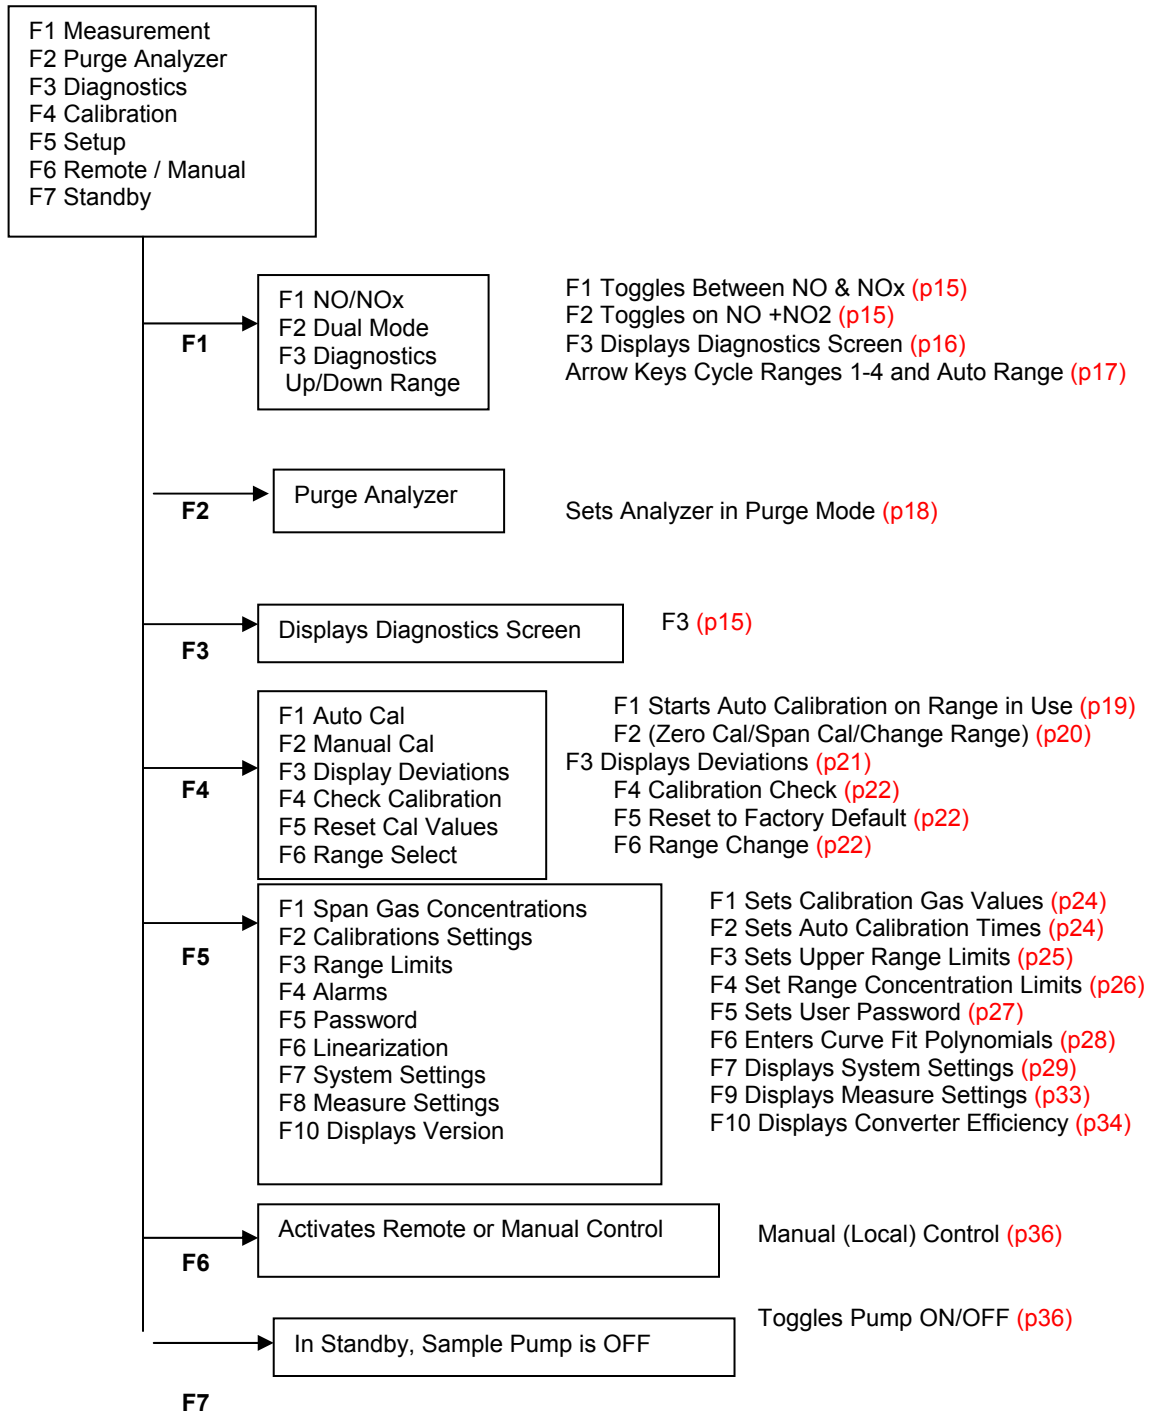 F1 Measurement
F2 Purge Analyzer
F3 Diagnostics
F4 Calibration
F5 Setup
F6 Remote / Manual
F7 Standby
F1
F1 NO/NOx
F2 Dual Mode
F3 Diagnostics
Up/Down Range
F1 Toggles Between NO & NOx (p15)
F2 Toggles on NO +NO2 (p15)
F3 Displays Diagnostics Screen (p16)
Arrow Keys Cycle Ranges 1-4 and Auto Range (p17)
F2
Purge Analyzer
Sets Analyzer in Purge Mode (p18)
F3
Displays Diagnostics Screen
F3 (p15)
F4
F1 Auto Cal
F2 Manual Cal
F3 Display Deviations
F4 Check Calibration
F5 Reset Cal Values
F6 Range Select
F1 Starts Auto Calibration on Range in Use (p19)
F2 (Zero Cal/Span Cal/Change Range) (p20)
F3 Displays Deviations (p21)
F4 Calibration Check (p22)
F5 Reset to Factory Default (p22)
F6 Range Change (p22)
F5
F1 Span Gas Concentrations
F2 Calibrations Settings
F3 Range Limits
F4 Alarms
F5 Password
F6 Linearization
F7 System Settings
F8 Measure Settings
F10 Displays Version
F1 Sets Calibration Gas Values (p24)
F2 Sets Auto Calibration Times (p24)
F3 Sets Upper Range Limits (p25)
F4 Set Range Concentration Limits (p26)
F5 Sets User Password (p27)
F6 Enters Curve Fit Polynomials (p28)
F7 Displays System Settings (p29)
F9 Displays Measure Settings (p33)
F10 Displays Converter Efficiency (p34)
F6
Activates Remote or Manual Control
Manual (Local) Control (p36)
F7
In Standby, Sample Pump is OFF
Toggles Pump ON/OFF (p36)